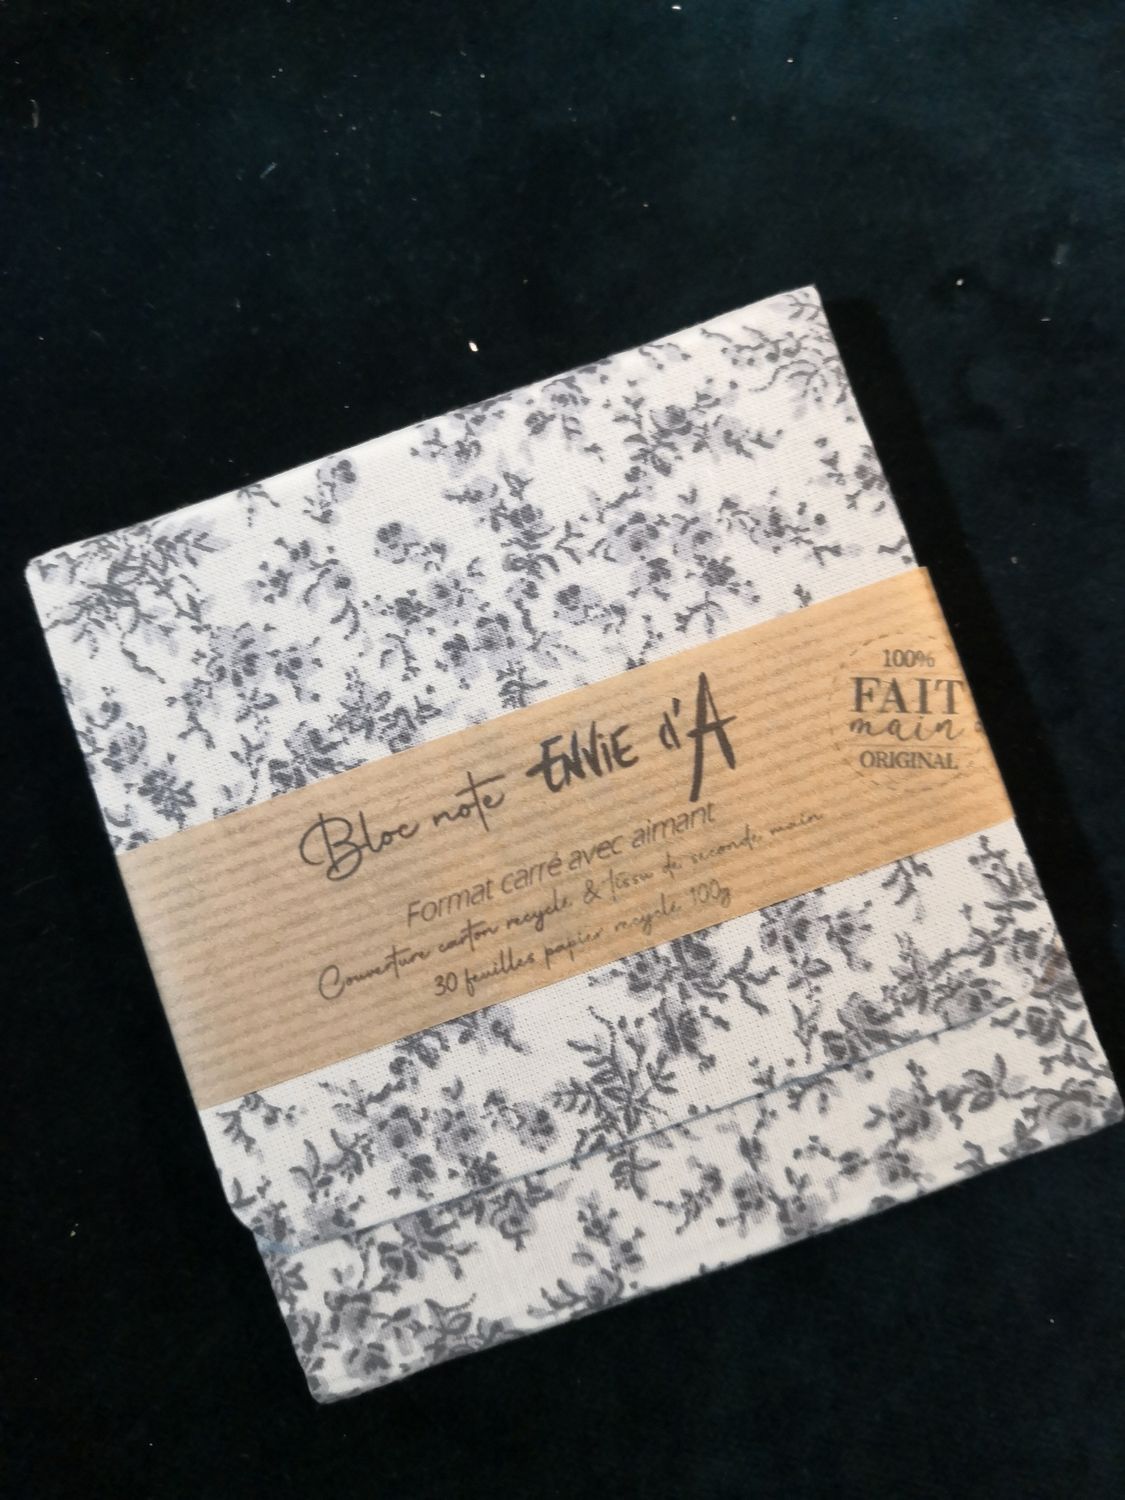 Bloc note ENVIE d'A
Format carré avec aimant
Couverture carton recyclé & tissu de seconde main
30 feuilles papier recyclé 100g
100%
FAIT
main
ORIGINAL